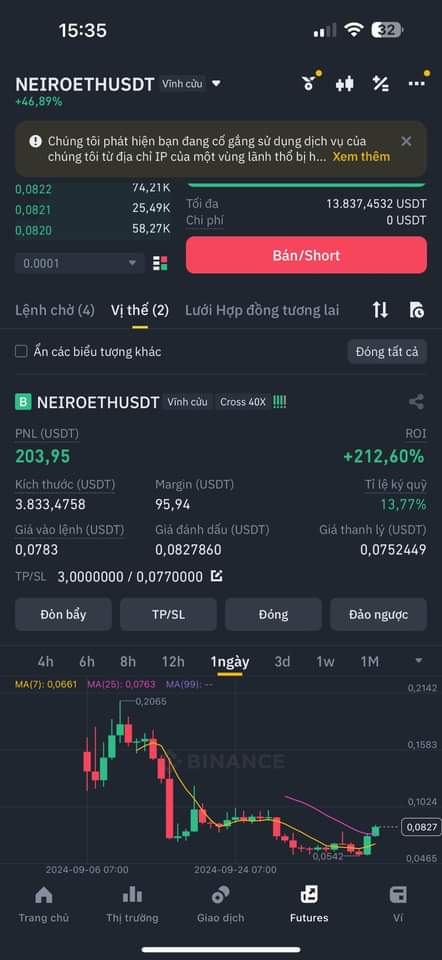 15:35
32
NEIROETHUSDT Vĩnh cửu
+46,89%
Chúng tôi phát hiện bạn đang cố gắng sử dụng dịch vụ của
chúng tôi từ địa chỉ IP của một vùng lãnh thổ bị h... Xem thêm
0,0822 74,21K
0,0821 25,49K
0,0820 58,27K
Tối đa 13.837,4532 USDT
Chi phí 0 USDT
0.0001
Bán/Short
Lệnh chờ (4) Vị thế (2) Lưới Hợp đồng tương lai
Ẩn các biểu tượng khác Đóng tất cả
B NEIROETHUSDT Vĩnh cửu Cross 40X !!!!
PNL (USDT) ROI
203,95 +212,60%
Kích thước (USDT) Margin (USDT) Tỉ lệ ký quỹ
3.833,4758 95,94 13,77%
Giá vào lệnh (USDT) Giá đánh dấu (USDT) Giá thanh lý (USDT)
0,0783 0,0827860 0,0752449
TP/SL 3,0000000 / 0,0770000
Đòn bẩy TP/SL Đóng Đảo ngược
4h 6h 8h 12h 1ngày 3d 1w 1M
MA(7): 0,0661 MA(25): 0,0763 MA(99): --
0,2142
0,2065
0,1583
BINANCE
0,1024
0,0827
0,0542
0,0465
2024-09-06 07:00 2024-09-24 07:00
Trang chủ Thị trường Giao dịch Futures Ví